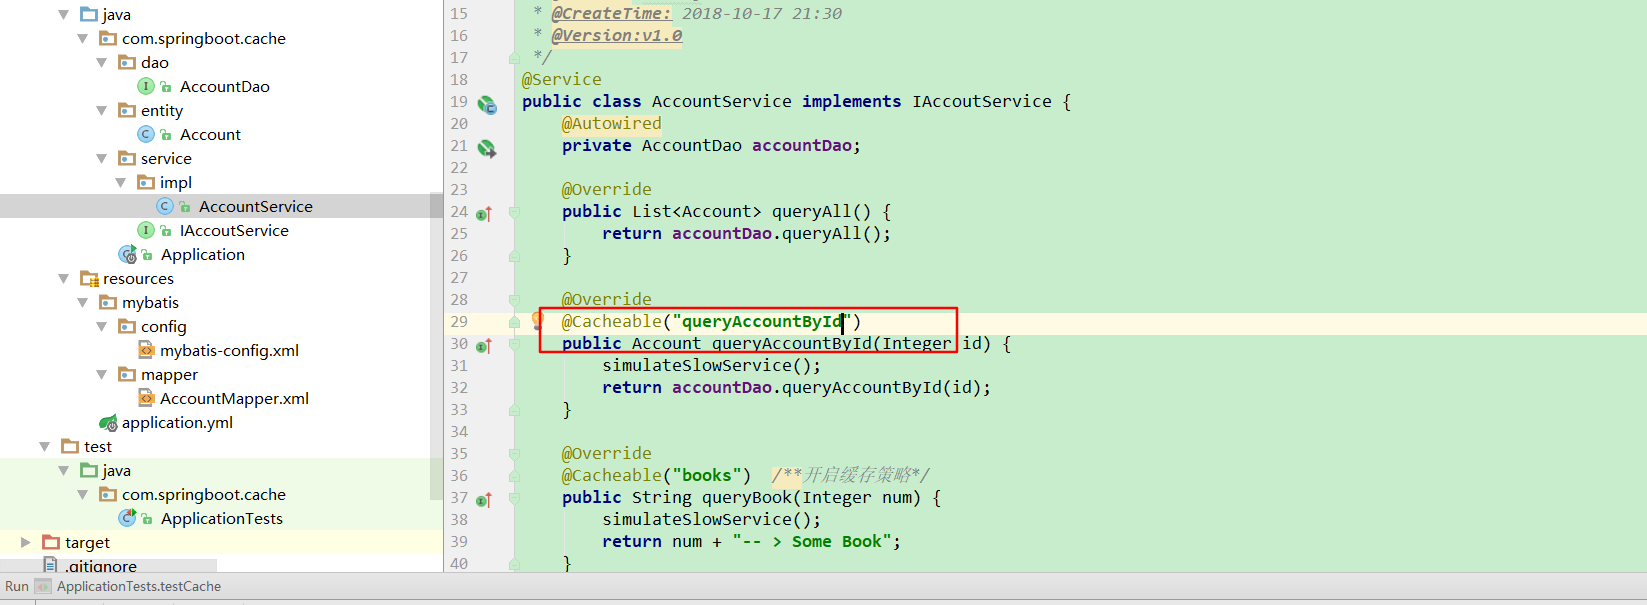 java
com.springboot.cache
dao
AccountDao
entity
Account
service
impl
AccountService
IAccoutService
Application
resources
mybatis
config
mybatis-config.xml
mapper
AccountMapper.xml
application.yml
test
java
com.springboot.cache
ApplicationTests
target
.gitignore
15 * @CreateTime: 2018-10-17 21:30
16 * @Version:v1.0
17 */
18 @Service
19 public class AccountService implements IAccoutService {
20 @Autowired
21 private AccountDao accountDao;
22
23 @Override
24 public List<Account> queryAll() {
25 return accountDao.queryAll();
26 }
27
28 @Override
29 @Cacheable("queryAccountById")
30 public Account queryAccountById(Integer id) {
31 simulateSlowService();
32 return accountDao.queryAccountById(id);
33 }
34
35 @Override
36 @Cacheable("books") /**开启缓存策略*/
37 public String queryBook(Integer num) {
38 simulateSlowService();
39 return num + "-- > Some Book";
40 }
Run ApplicationTests.testCache